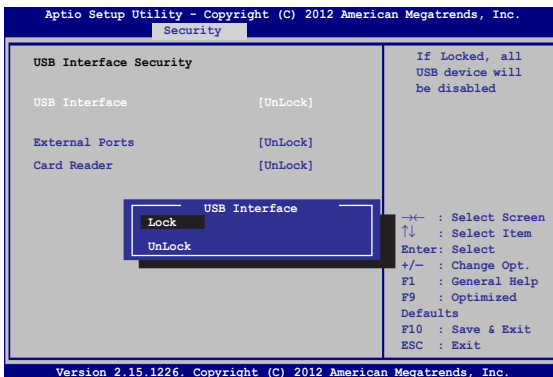 Aptio Setup Utility - Copyright (C) 2012 American Megatrends, Inc.
Security
USB Interface Security
USB Interface [UnLock]
External Ports [UnLock]
Card Reader [UnLock]
If Locked, all
USB device will
be disabled
USB Interface
Lock
UnLock
→← : Select Screen
↑↓ : Select Item
Enter: Select
+/— : Change Opt.
F1 : General Help
F9 : Optimized
Defaults
F10 : Save & Exit
ESC : Exit
Version 2.15.1226. Copyright (C) 2012 American Megatrends, Inc.